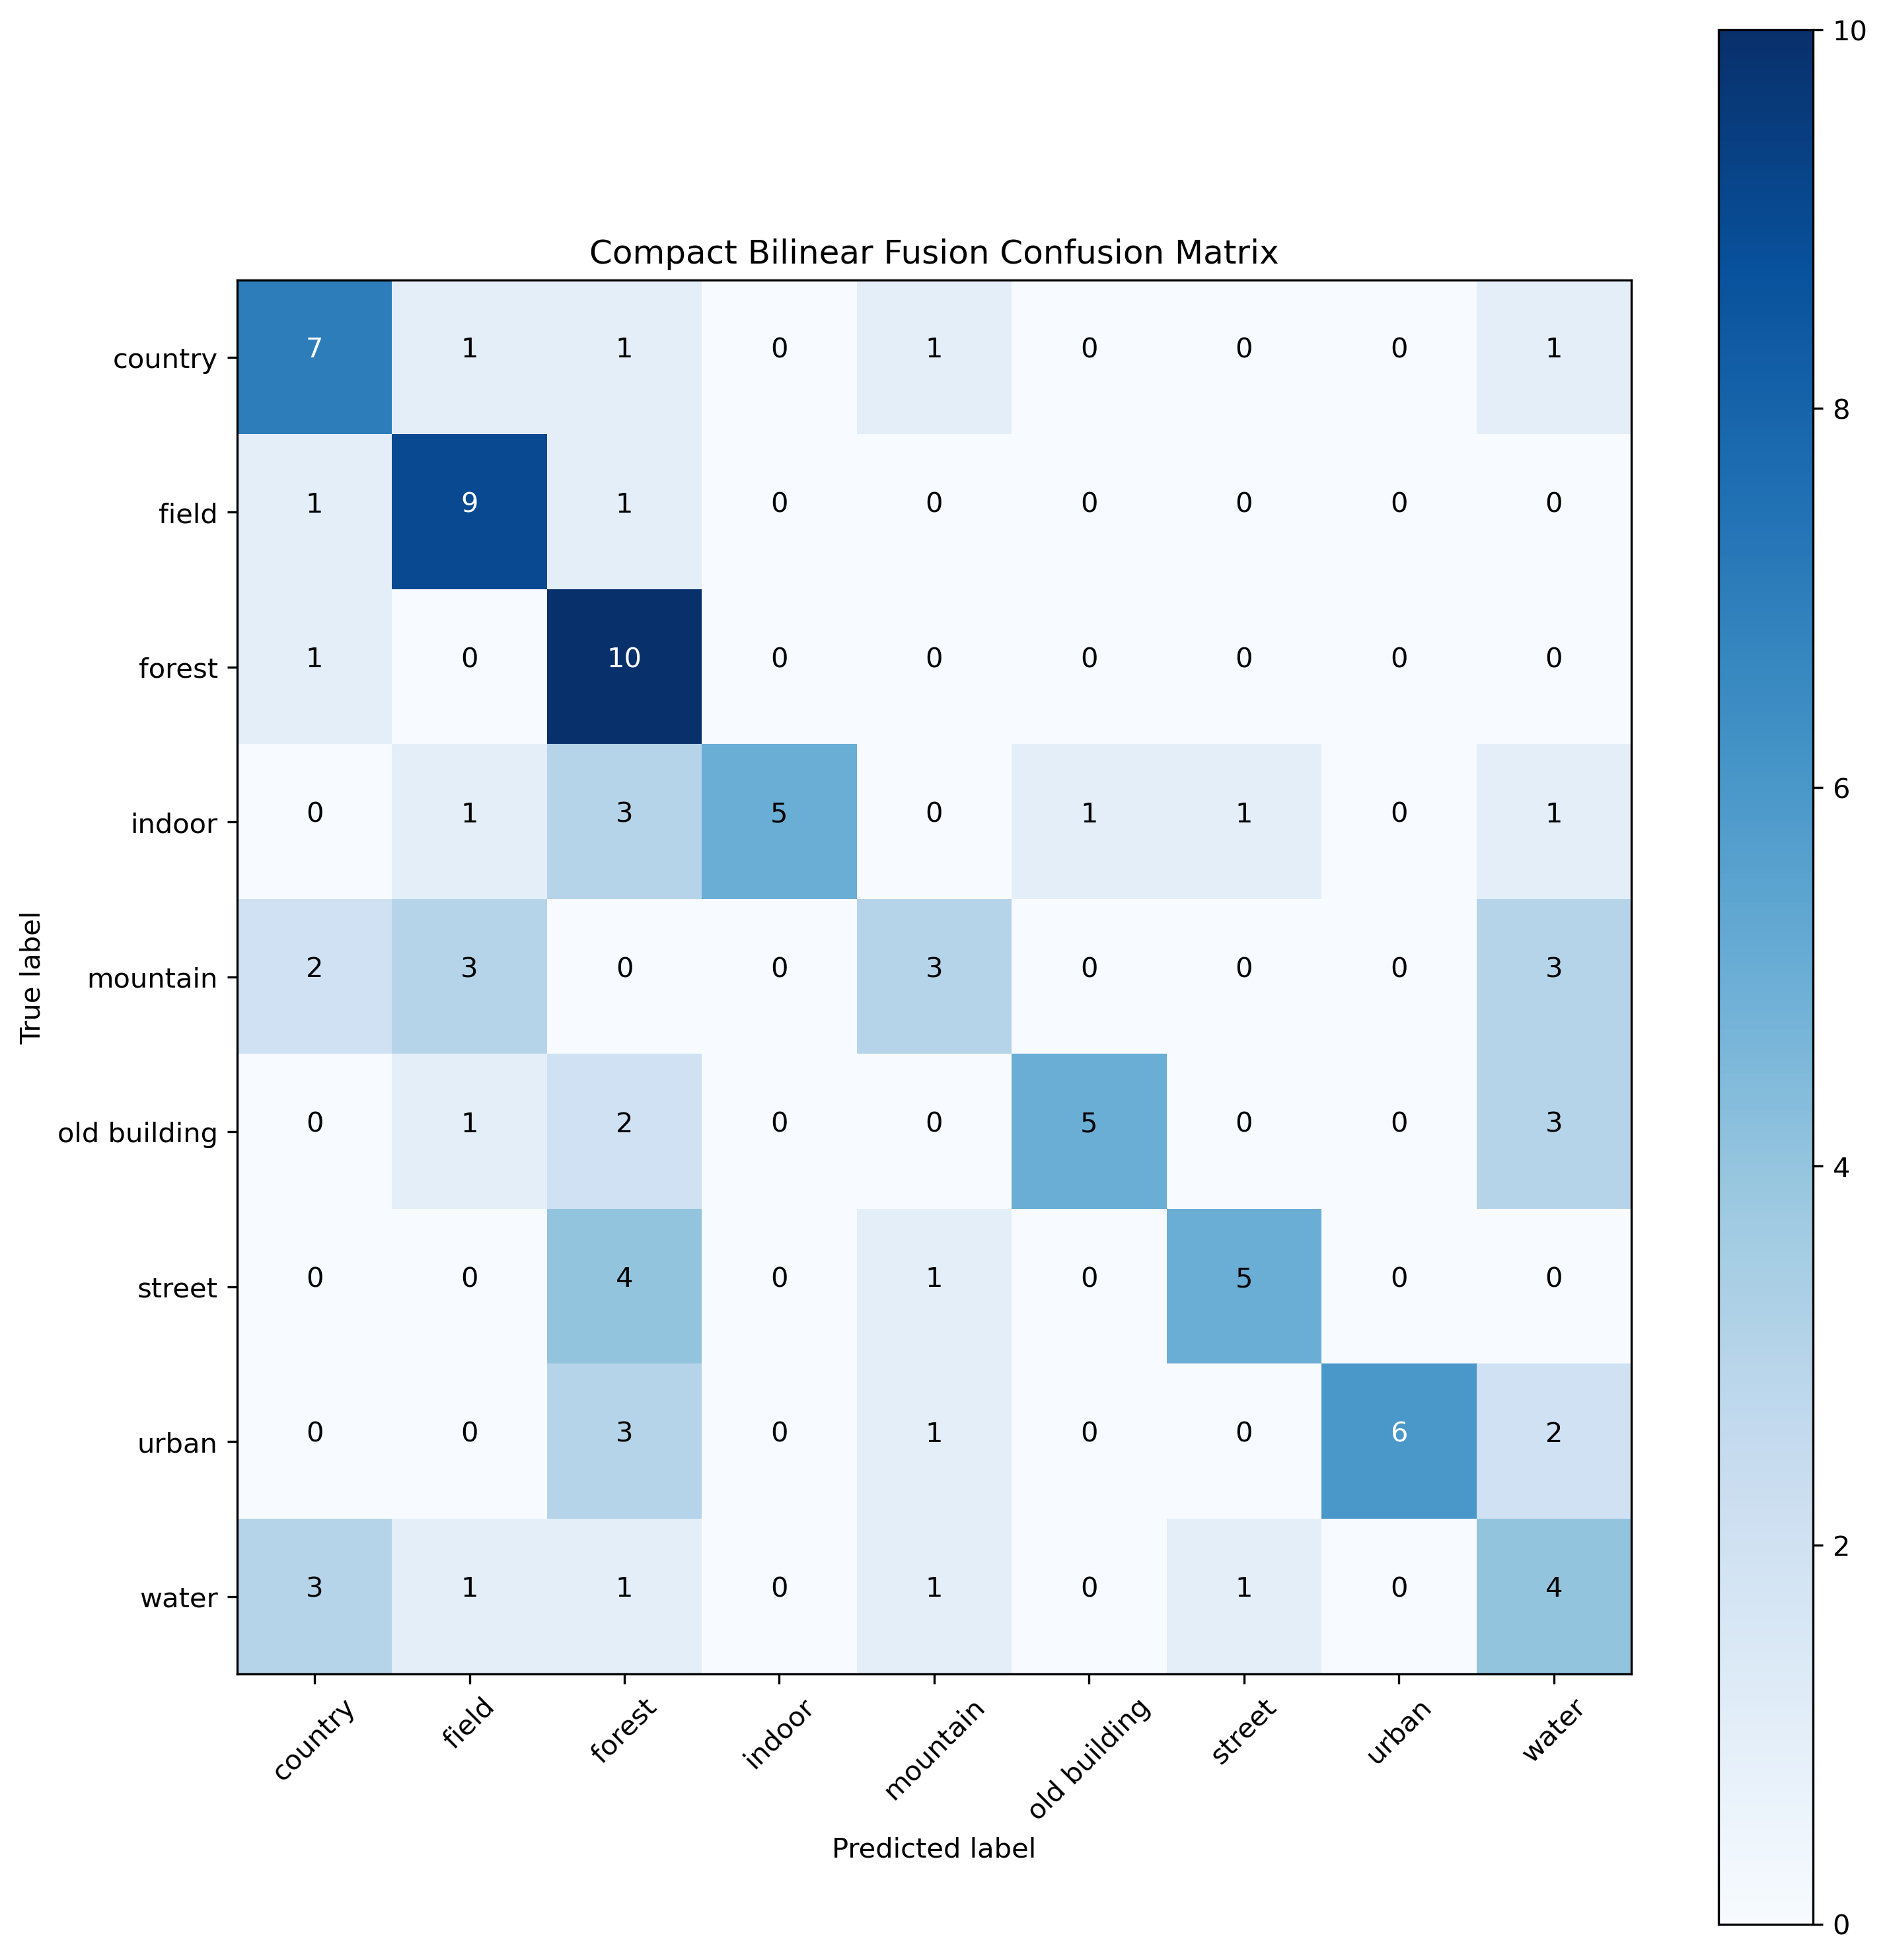 Compact Bilinear Fusion Confusion Matrix
country 7 1 1 0 1 0 0 0 1
field 1 9 1 0 0 0 0 0 0
forest 1 0 10 0 0 0 0 0 0
indoor 0 1 3 5 0 1 1 0 1
mountain 2 3 0 0 3 0 0 0 3
old building 0 1 2 0 0 5 0 0 3
street 0 0 4 0 1 0 5 0 0
urban 0 0 3 0 1 0 0 6 2
water 3 1 1 0 1 0 1 0 4
country field forest indoor mountain old building street urban water
Predicted label
True label
10
8
6
4
2
0